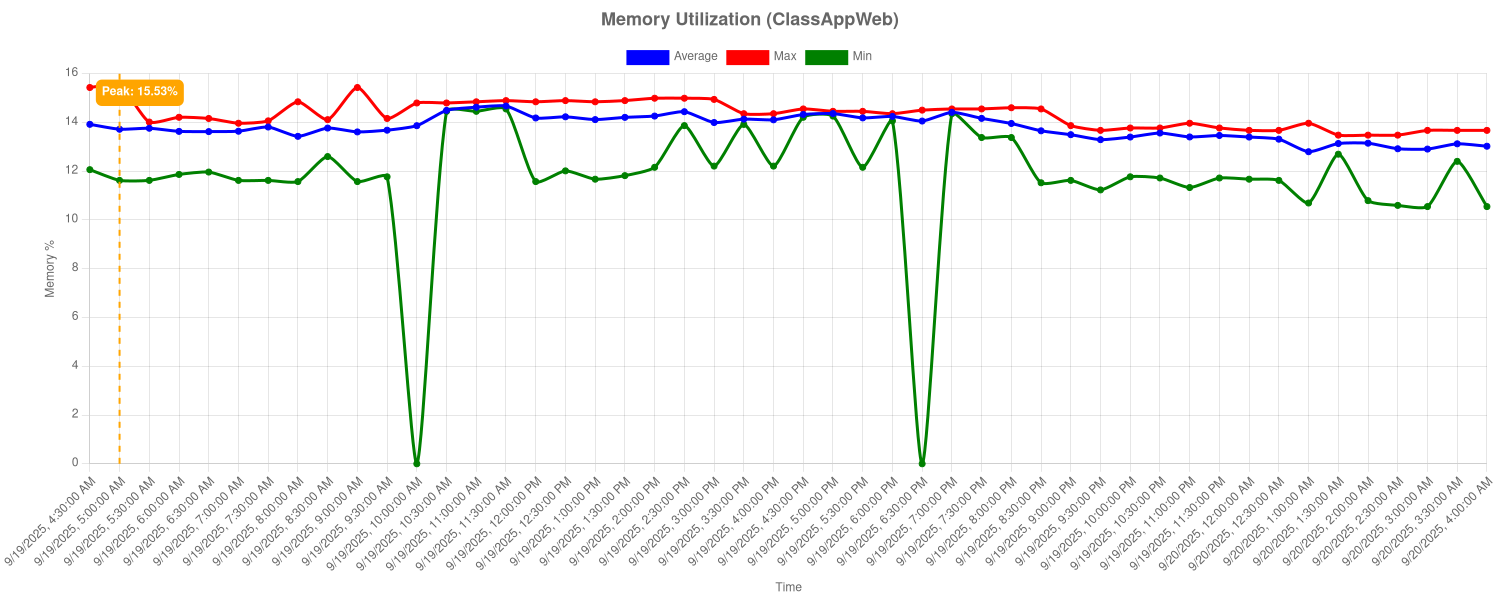 Memory Utilization (ClassAppWeb)
Average Max Min
Peak: 15.53%
16
14
12
10
8
6
4
2
0
Memory %
9/19/2025, 4:30:00 AM
9/19/2025, 5:00:00 AM
9/19/2025, 5:30:00 AM
9/19/2025, 6:00:00 AM
9/19/2025, 6:30:00 AM
9/19/2025, 7:00:00 AM
9/19/2025, 7:30:00 AM
9/19/2025, 8:00:00 AM
9/19/2025, 8:30:00 AM
9/19/2025, 9:00:00 AM
9/19/2025, 9:30:00 AM
9/19/2025, 10:00:00 AM
9/19/2025, 10:30:00 AM
9/19/2025, 11:00:00 AM
9/19/2025, 11:30:00 AM
9/19/2025, 12:00:00 PM
9/19/2025, 12:30:00 PM
9/19/2025, 1:00:00 PM
9/19/2025, 1:30:00 PM
9/19/2025, 2:00:00 PM
9/19/2025, 2:30:00 PM
9/19/2025, 3:00:00 PM
9/19/2025, 3:30:00 PM
9/19/2025, 4:00:00 PM
9/19/2025, 4:30:00 PM
9/19/2025, 5:00:00 PM
9/19/2025, 5:30:00 PM
9/19/2025, 6:00:00 PM
9/19/2025, 6:30:00 PM
9/19/2025, 7:00:00 PM
9/19/2025, 7:30:00 PM
9/19/2025, 8:00:00 PM
9/19/2025, 8:30:00 PM
9/19/2025, 9:00:00 PM
9/19/2025, 9:30:00 PM
9/19/2025, 10:00:00 PM
9/19/2025, 10:30:00 PM
9/19/2025, 11:00:00 PM
9/19/2025, 11:30:00 PM
9/20/2025, 12:00:00 AM
9/20/2025, 12:30:00 AM
9/20/2025, 1:00:00 AM
9/20/2025, 1:30:00 AM
9/20/2025, 2:00:00 AM
9/20/2025, 2:30:00 AM
9/20/2025, 3:00:00 AM
9/20/2025, 3:30:00 AM
9/20/2025, 4:00:00 AM
Time